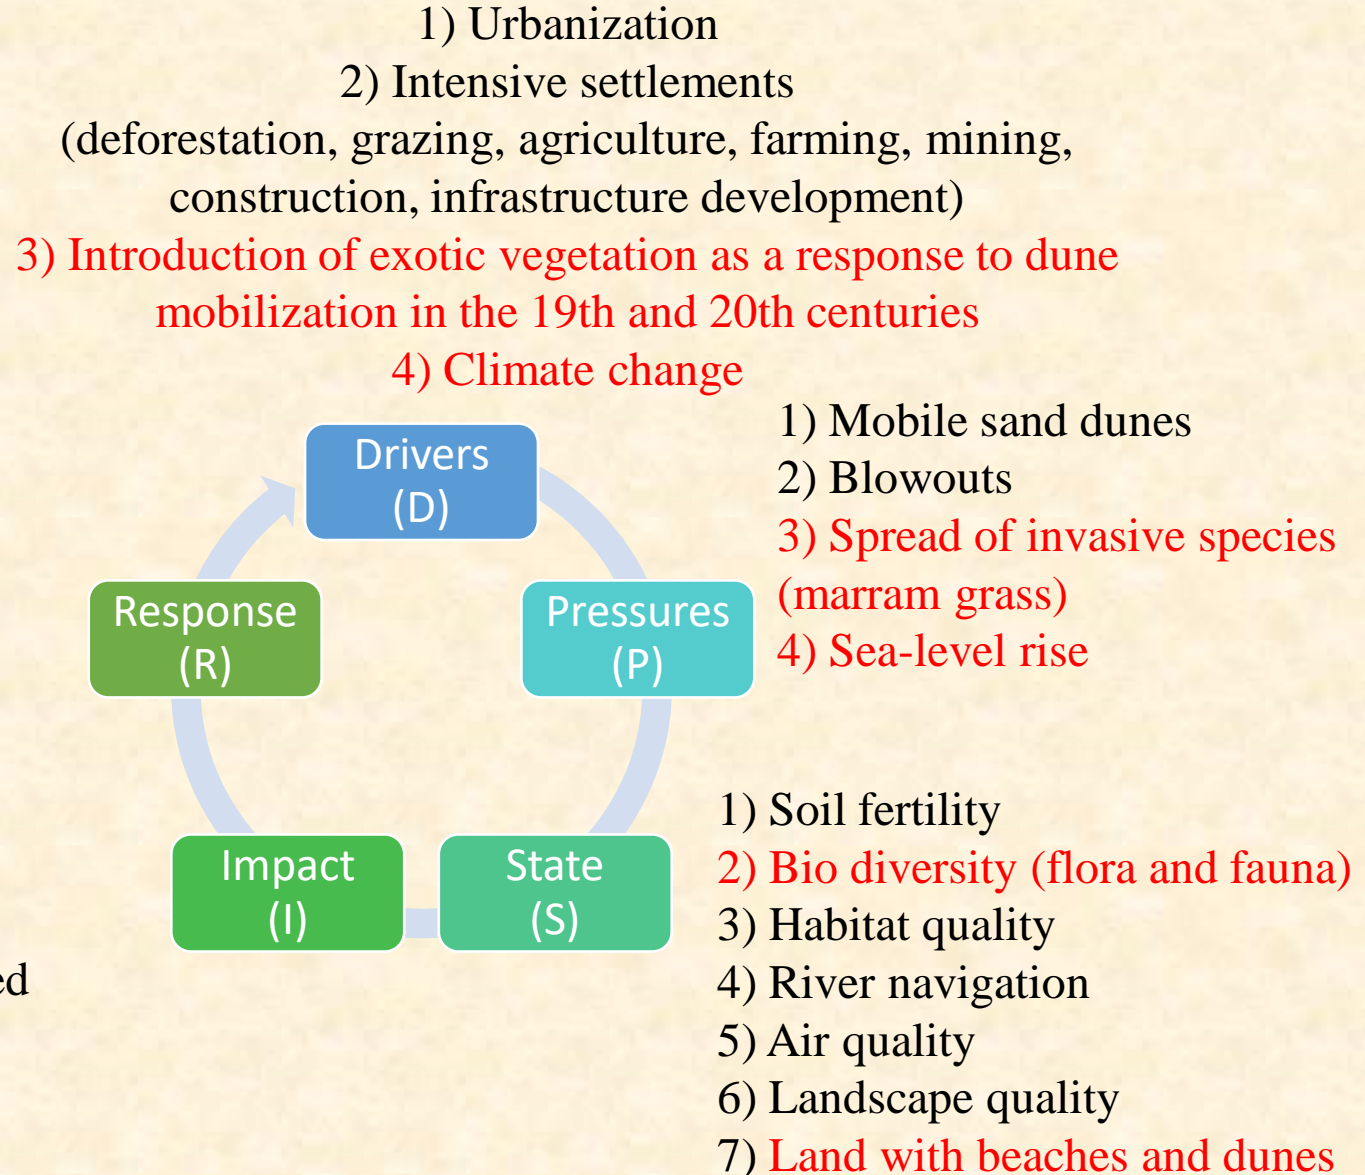 1) Urbanization
2) Intensive settlements
(deforestation, grazing, agriculture, farming, mining,
construction, infrastructure development)
3) Introduction of exotic vegetation as a response to dune
mobilization in the 19th and 20th centuries
4) Climate change
Drivers
(D)
1) Mobile sand dunes
2) Blowouts
3) Spread of invasive species
(marram grass)
4) Sea-level rise
Pressures
(P)
Response
(R)
1) Soil fertility
2) Bio diversity (flora and fauna)
3) Habitat quality
4) River navigation
5) Air quality
6) Landscape quality
7) Land with beaches and dunes
State
(S)
Impact
(I)